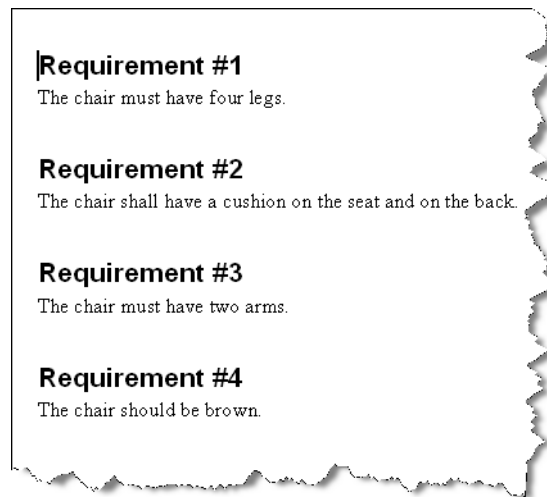 Requirement #1
The chair must have four legs.
Requirement #2
The chair shall have a cushion on the seat and on the back.
Requirement #3
The chair must have two arms.
Requirement #4
The chair should be brown.